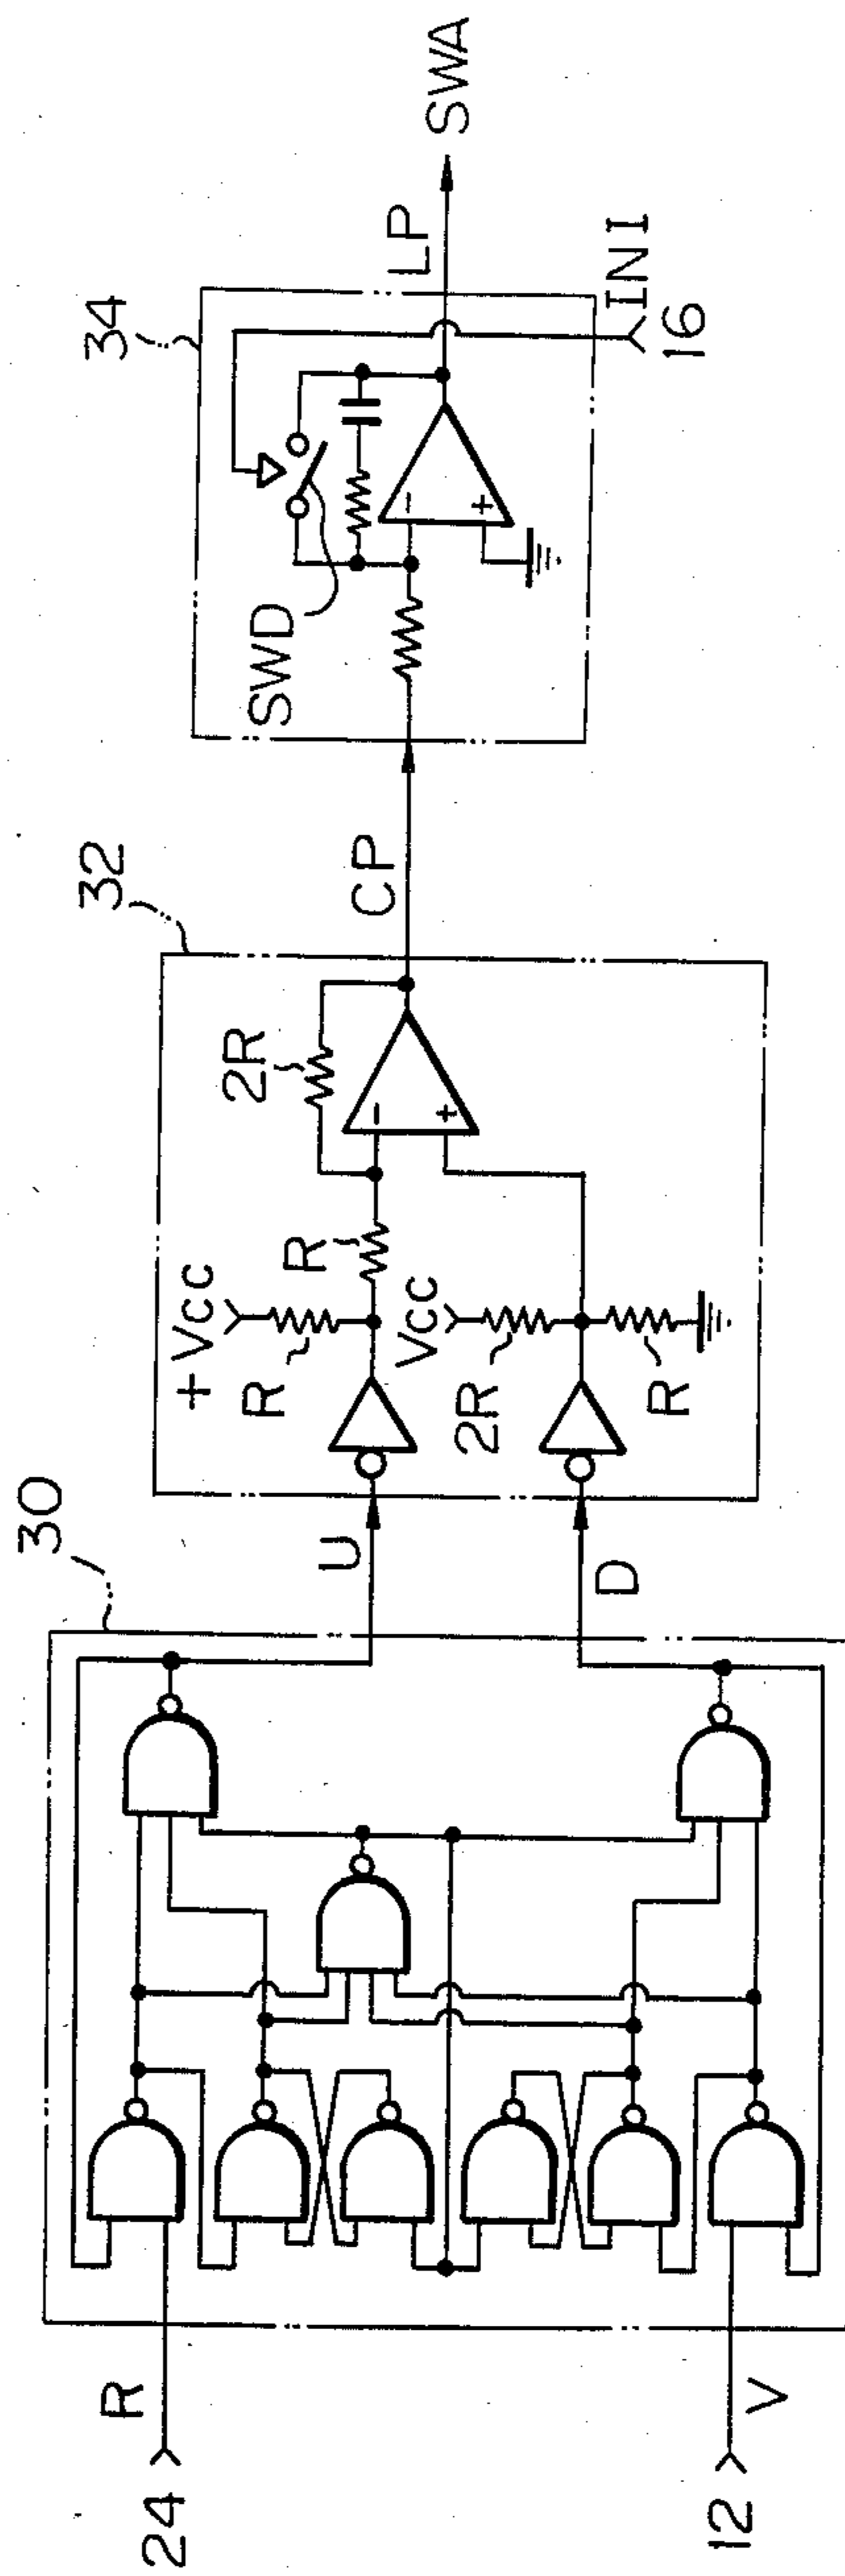 30
24
R
12
V
U
D
32
+Vcc
R
R
2R
-
+
Vcc
2R
R
CP
34
SWD
-
+
LP
SWA
INI
16